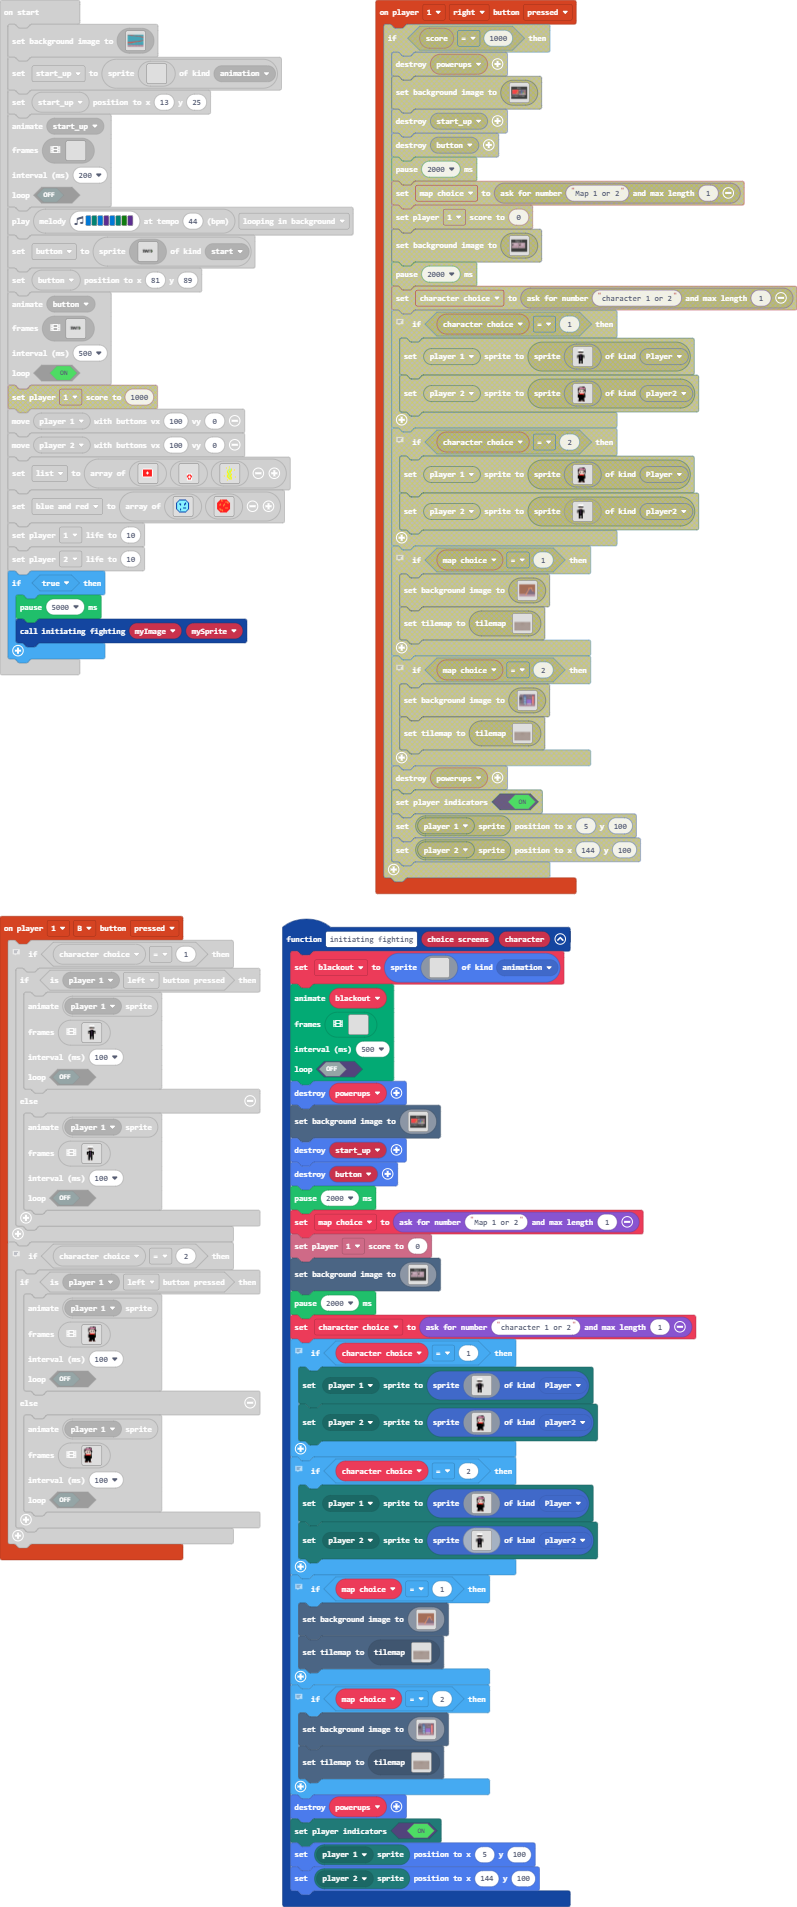 on start
set background image to
set start_up to sprite of kind animation
set start_up position to x 13 y 25
animate start_up
frames
interval (ms) 200
loop OFF
play melody at tempo 44 (bpm) looping in background
set button to sprite of kind start
set button position to x 81 y 89
animate button
frames
interval (ms) 500
loop ON
set player 1 score to 1000
move player 1 with buttons vx 100 vy 0
move player 2 with buttons vx 100 vy 0
set list to array of
set blue and red to array of
set player 1 life to 10
set player 2 life to 10
if true then
pause 5000 ms
call initiating fighting myImage mySprite
on player 1 right button pressed
if score = 1000 then
destroy powerups
set background image to
destroy start_up
destroy button
pause 2000 ms
set map choice to ask for number "Map 1 or 2" and max length 1
set player 1 score to 0
set background image to
pause 2000 ms
set character choice to ask for number "character 1 or 2" and max length 1
if character choice = 1 then
set player 1 sprite to sprite of kind Player
set player 2 sprite to sprite of kind player2
if character choice = 2 then
set player 1 sprite to sprite of kind Player
set player 2 sprite to sprite of kind player2
if map choice = 1 then
set background image to
set tilemap to tilemap
if map choice = 2 then
set background image to
set tilemap to tilemap
destroy powerups
set player indicators ON
set player 1 sprite position to x 5 y 100
set player 2 sprite position to x 144 y 100
on player 1 B button pressed
if character choice = 1 then
if is player 1 left button pressed then
animate player 1 sprite
frames
interval (ms) 100
loop OFF
else
animate player 1 sprite
frames
interval (ms) 100
loop OFF
if character choice = 2 then
if is player 1 left button pressed then
animate player 1 sprite
frames
interval (ms) 100
loop OFF
else
animate player 1 sprite
frames
interval (ms) 100
loop OFF
function initiating fighting choice screens character
set blackout to sprite of kind animation
animate blackout
frames
interval (ms) 500
loop OFF
destroy powerups
set background image to
destroy start_up
destroy button
pause 2000 ms
set map choice to ask for number "Map 1 or 2" and max length 1
set player 1 score to 0
set background image to
pause 2000 ms
set character choice to ask for number "character 1 or 2" and max length 1
if character choice = 1 then
set player 1 sprite to sprite of kind Player
set player 2 sprite to sprite of kind player2
if character choice = 2 then
set player 1 sprite to sprite of kind Player
set player 2 sprite to sprite of kind player2
if map choice = 1 then
set background image to
set tilemap to tilemap
if map choice = 2 then
set background image to
set tilemap to tilemap
destroy powerups
set player indicators ON
set player 1 sprite position to x 5 y 100
set player 2 sprite position to x 144 y 100